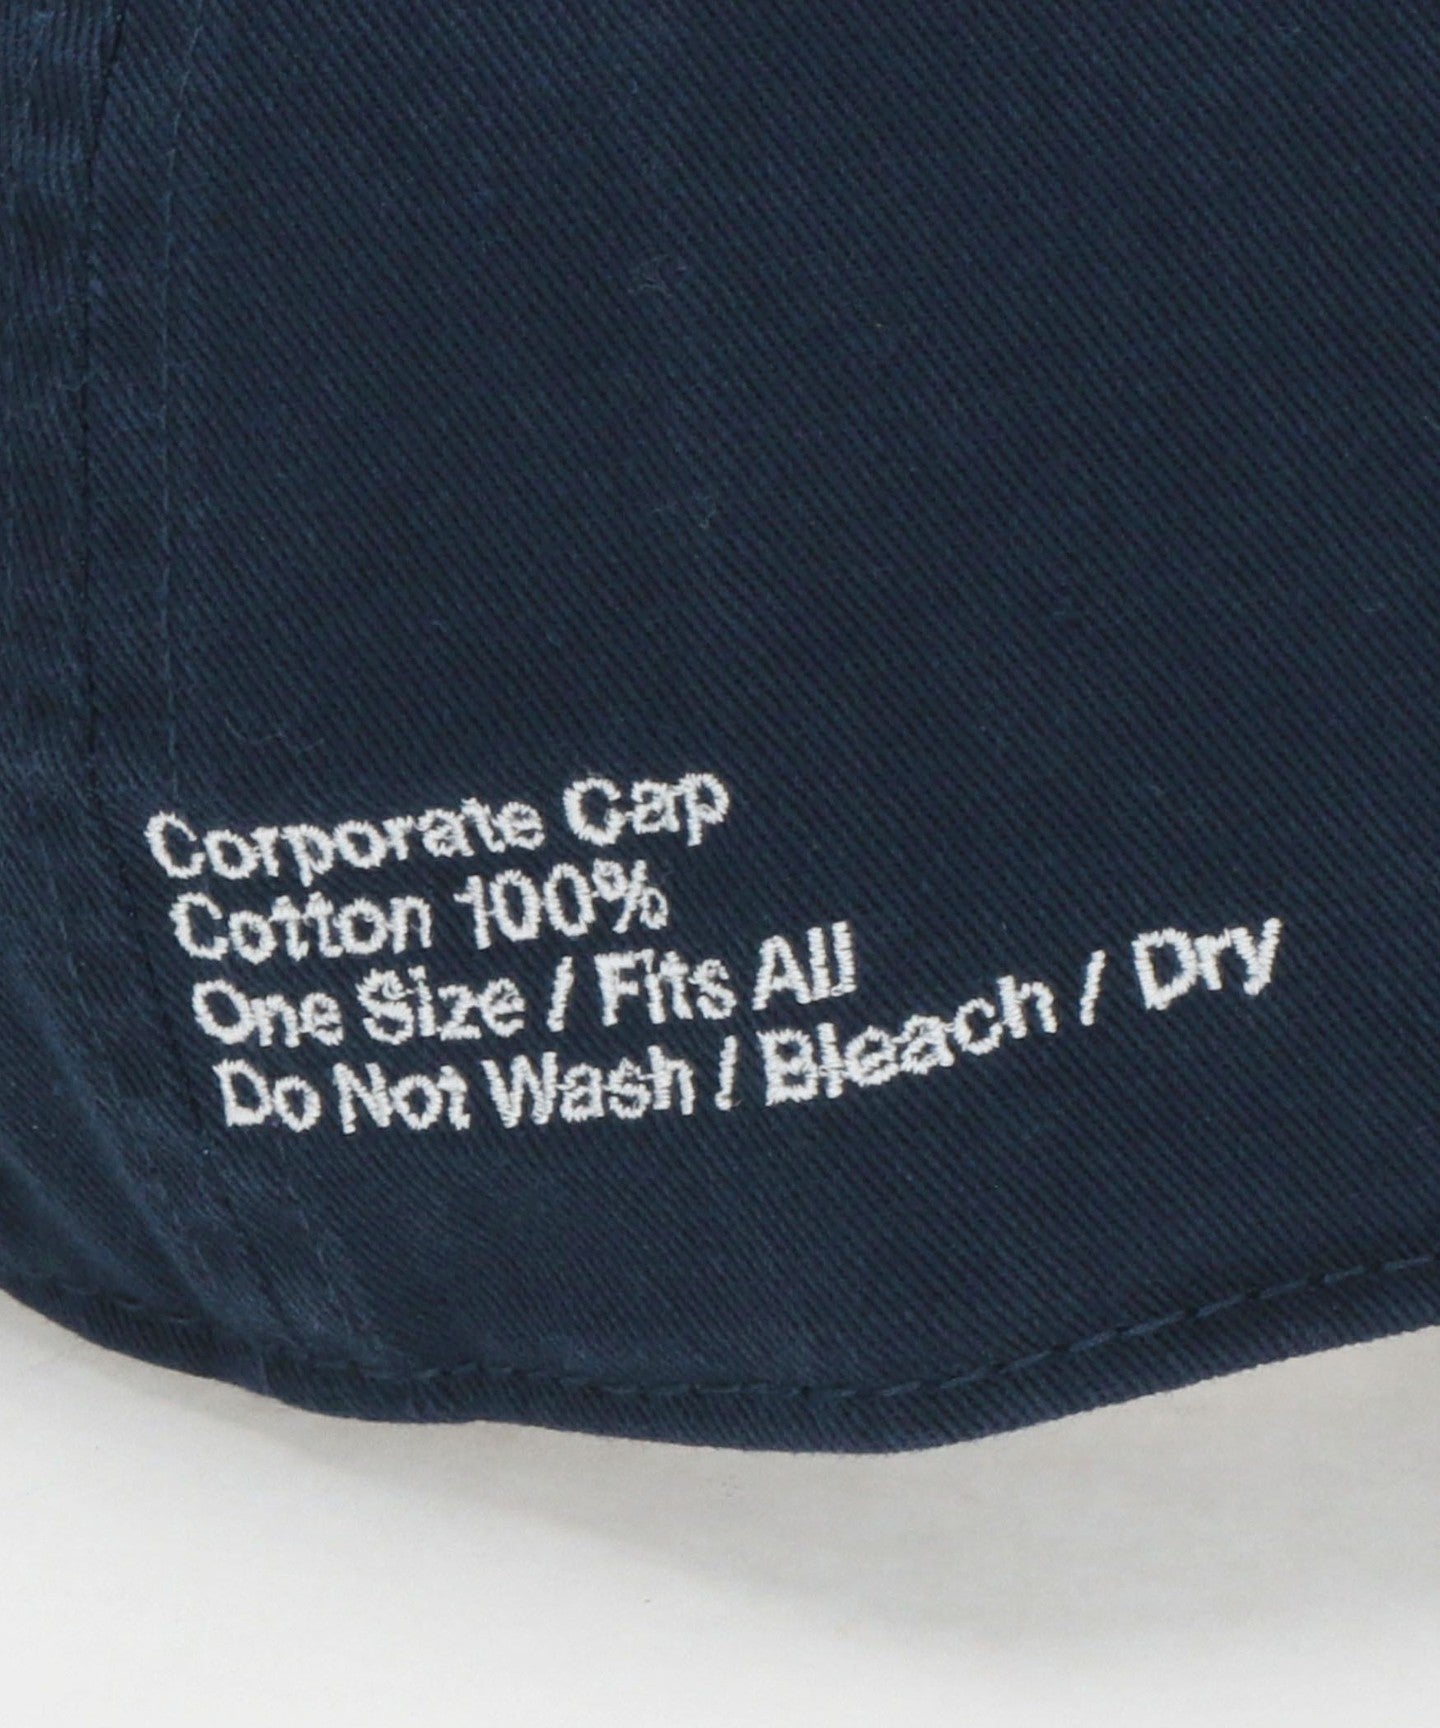 Corporate Cap
Cotton 100%
One Size / Fits All
Do Not Wash / Bleach / Dry